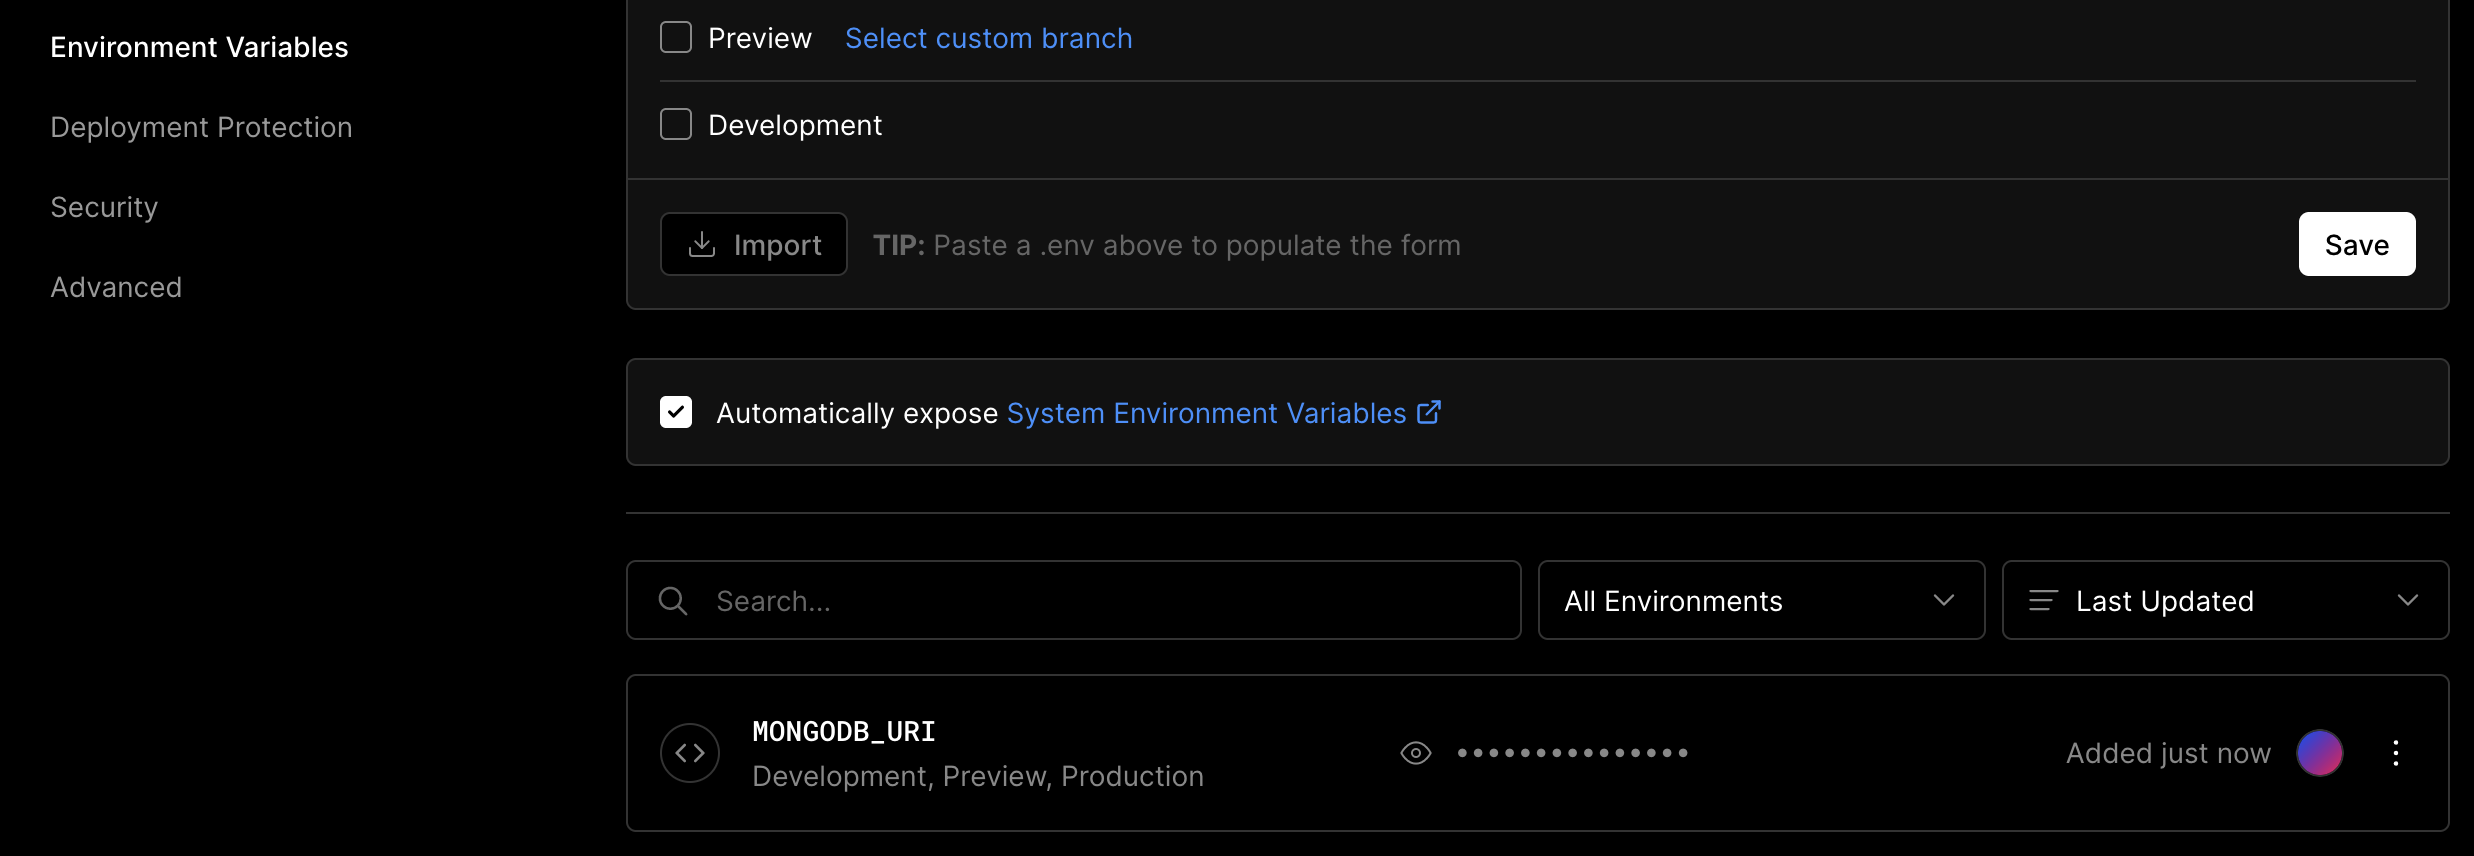 Environment Variables
Deployment Protection
Security
Advanced
Preview Select custom branch
Development
Import TIP: Paste a .env above to populate the form Save
Automatically expose System Environment Variables
Search... All Environments Last Updated
MONGODB_URI
Development, Preview, Production
•••••••••••••••
Added just now